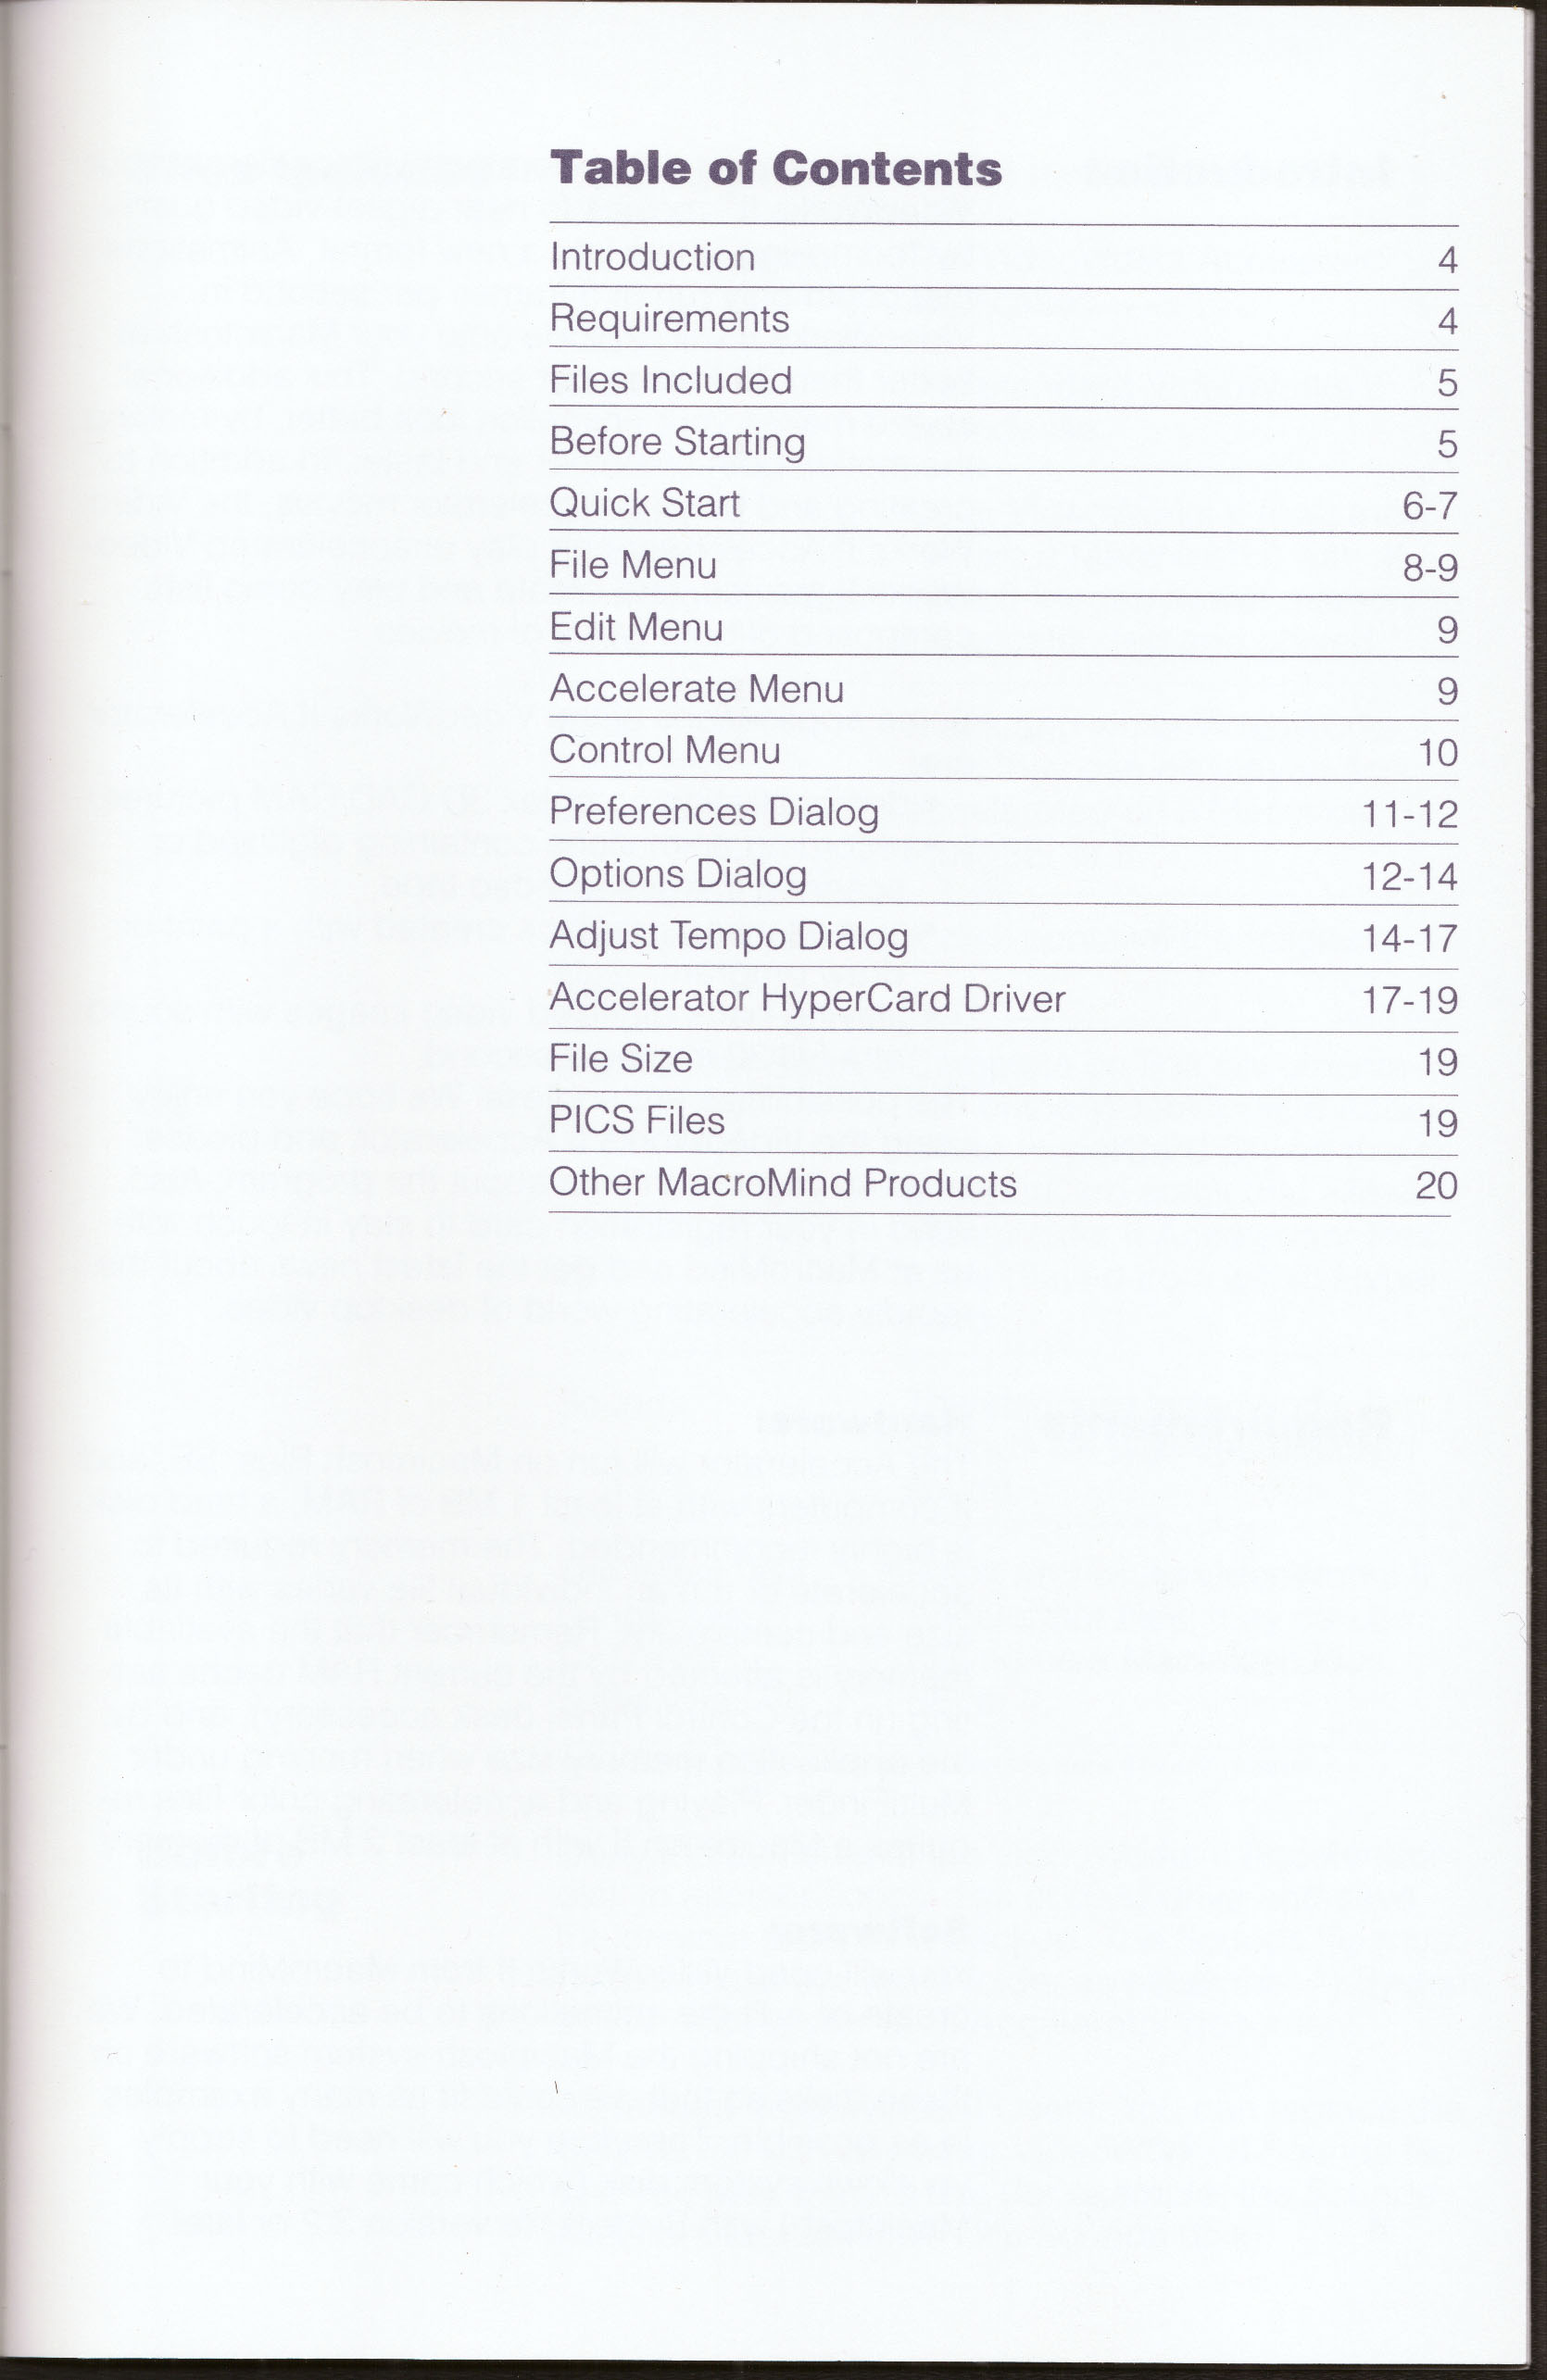 Table of Contents
Introduction 4
Requirements 4
Files Included 5
Before Starting 5
Quick Start 6-7
File Menu 8-9
Edit Menu 9
Accelerate Menu 9
Control Menu 10
Preferences Dialog 11-12
Options Dialog 12-14
Adjust Tempo Dialog 14-17
Accelerator HyperCard Driver 17-19
File Size 19
PICS Files 19
Other MacroMind Products 20